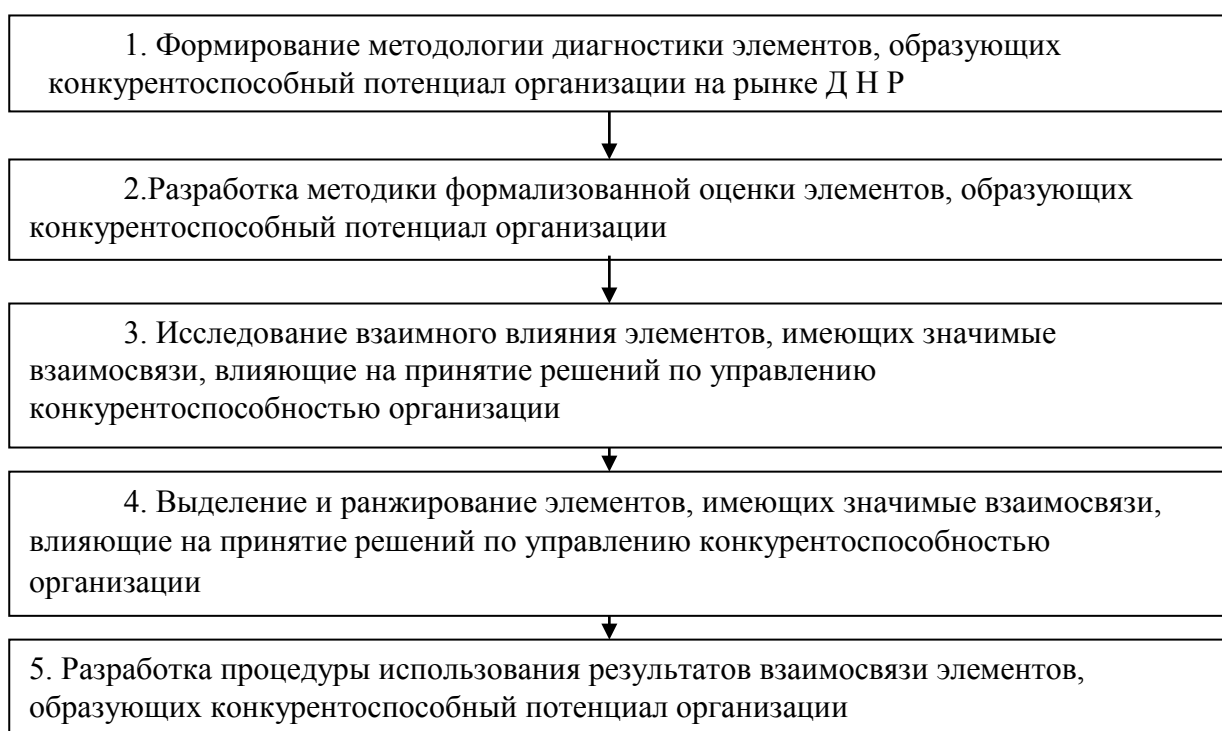 1. Формирование методологии диагностики элементов, образующих
конкурентоспособный потенциал организации на рынке Д Н Р
2.Разработка методики формализованной оценки элементов, образующих
конкурентоспособный потенциал организации
3. Исследование взаимного влияния элементов, имеющих значимые
взаимосвязи, влияющие на принятие решений по управлению
конкурентоспособностью организации
4. Выделение и ранжирование элементов, имеющих значимые взаимосвязи,
влияющие на принятие решений по управлению конкурентоспособностью
организации
5. Разработка процедуры использования результатов взаимосвязи элементов,
образующих конкурентоспособный потенциал организации